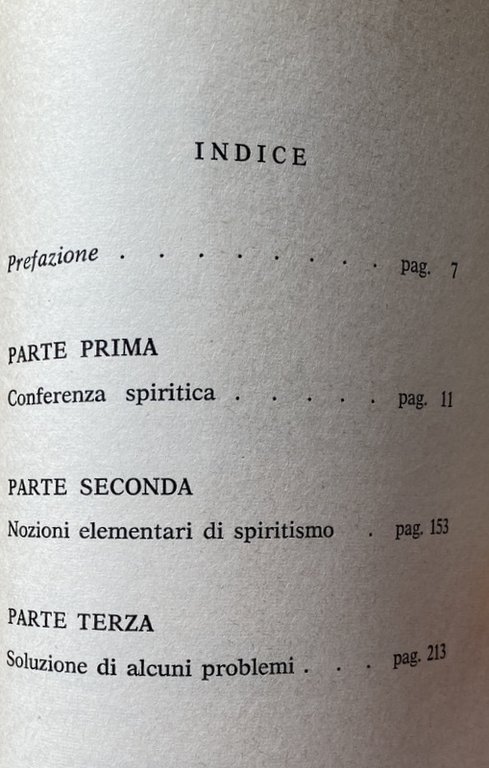 INDICE
Prefazione . . . . . . . . pag. 7
PARTE PRIMA
Conferenza spiritica . . . . . pag. 11
PARTE SECONDA
Nozioni elementari di spiritismo . pag. 153
PARTE TERZA
Soluzione di alcuni problemi . . . pag. 213